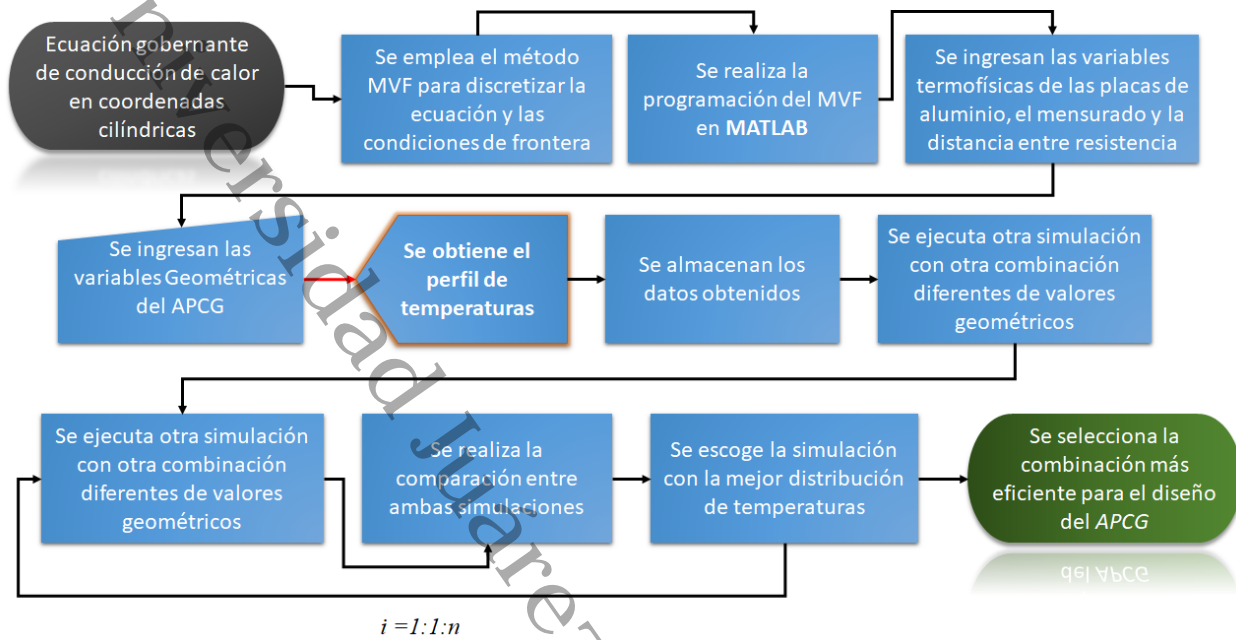 Ecuación gobernante
de conducción de calor
en coordenadas
cilíndricas
Se emplea el método
MVF para discretizar la
ecuación y las
condiciones de frontera
Se realiza la
programación del MVF
en MATLAB
Se ingresan las variables
termofísicas de las placas de
aluminio, el mensurado y la
distancia entre resistencia
Se ingresan las
variables Geométricas
del APCG
Se obtiene el
perfil de
temperaturas
Se almacenan los
datos obtenidos
Se ejecuta otra simulación
con otra combinación
diferentes de valores
geométricos
Se ejecuta otra simulación
con otra combinación
diferentes de valores
geométricos
Se realiza la
comparación entre
ambas simulaciones
Se escoge la simulación
con la mejor distribución
de temperaturas
Se selecciona la
combinación más
eficiente para el diseño
del APCG
i =1:1:n
niversidad Juárez